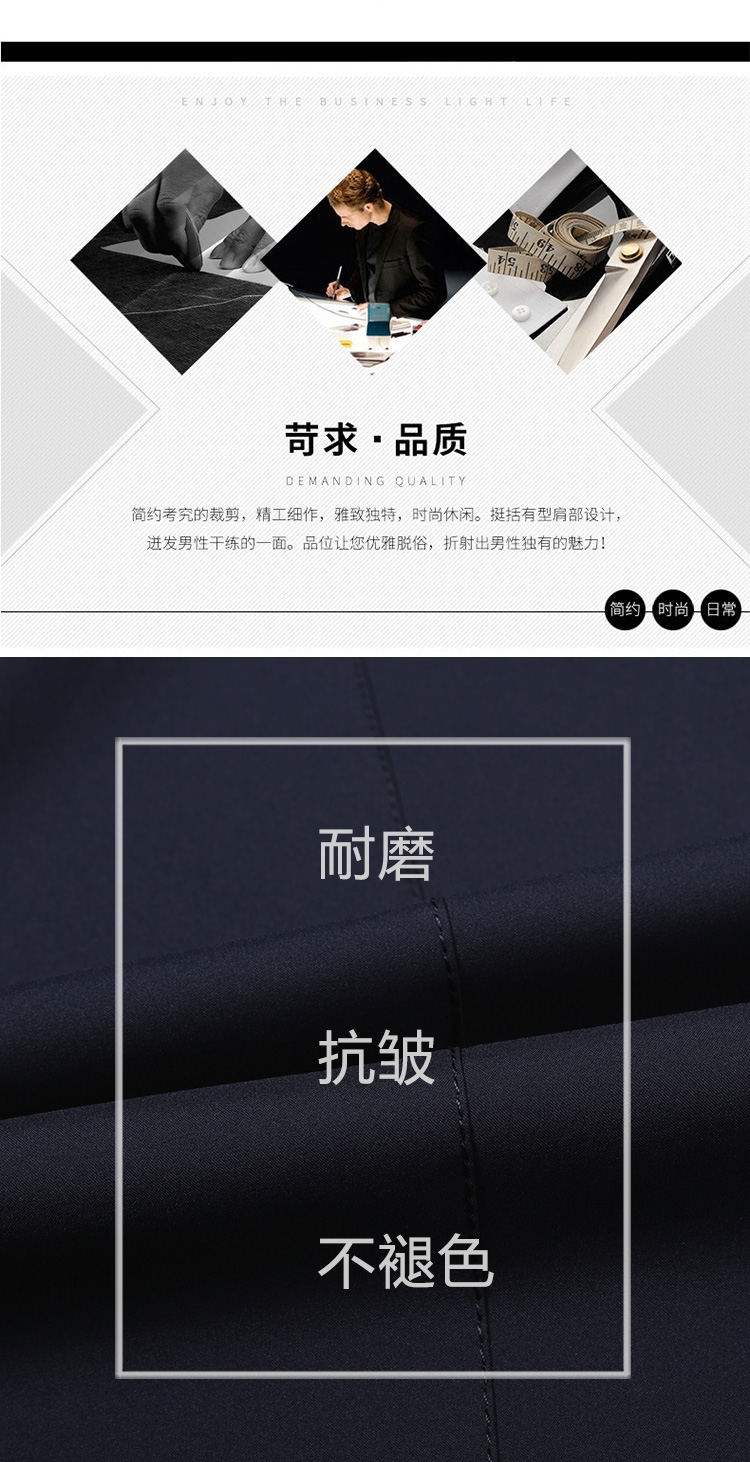 ENJOY THE BUSINESS LIGHT LIFE
苛求·品质
DEMANDING QUALITY
简约考究的裁剪，精工细作，雅致独特，时尚休闲。挺括有型肩部设计，
迸发男性干练的一面。品位让您优雅脱俗，折射出男性独有的魅力！
简约 时尚 日常
耐磨
抗皱
不褪色